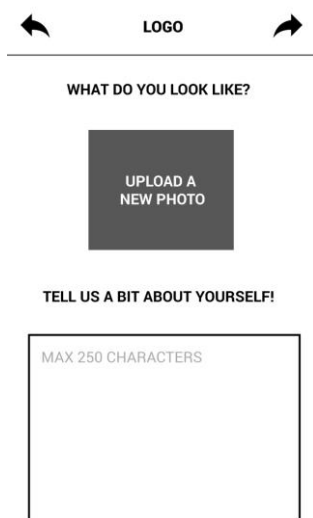 LOGO
WHAT DO YOU LOOK LIKE?
UPLOAD A
NEW PHOTO
TELL US A BIT ABOUT YOURSELF!
MAX 250 CHARACTERS